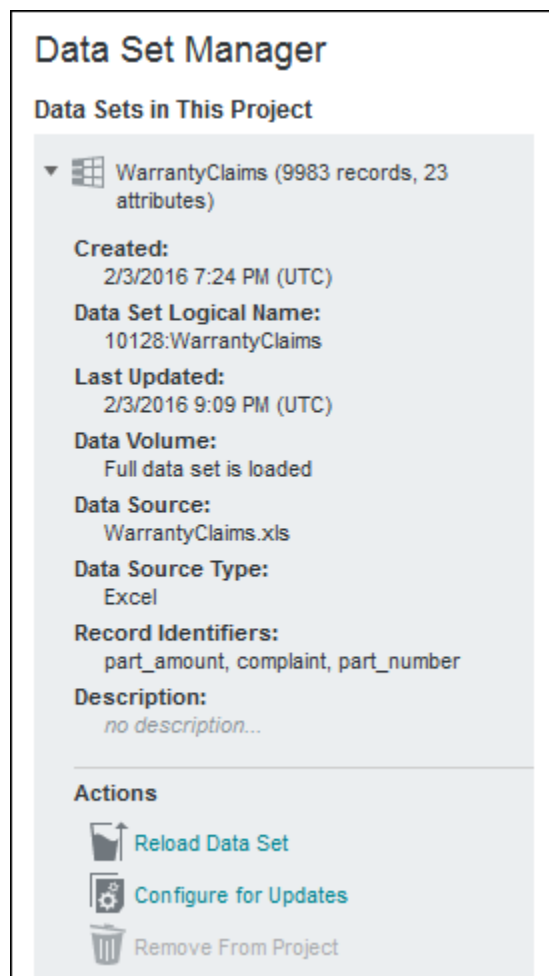 Data Set Manager
Data Sets in This Project
WarrantyClaims (9983 records, 23
attributes)
Created:
2/3/2016 7:24 PM (UTC)
Data Set Logical Name:
10128:WarrantyClaims
Last Updated:
2/3/2016 9:09 PM (UTC)
Data Volume:
Full data set is loaded
Data Source:
WarrantyClaims.xls
Data Source Type:
Excel
Record Identifiers:
part_amount, complaint, part_number
Description:
no description...
Actions
Reload Data Set
Configure for Updates
Remove From Project